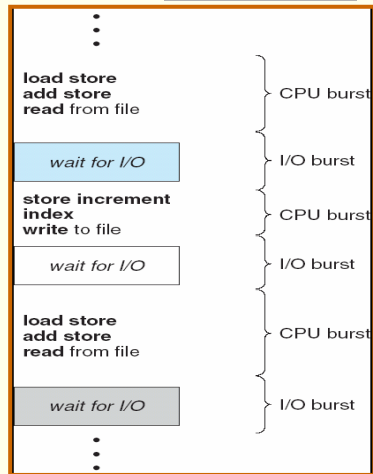 load store
add store
read from file
CPU burst
wait for I/O
I/O burst
store increment
index
write to file
CPU burst
wait for I/O
I/O burst
load store
add store
read from file
CPU burst
wait for I/O
I/O burst